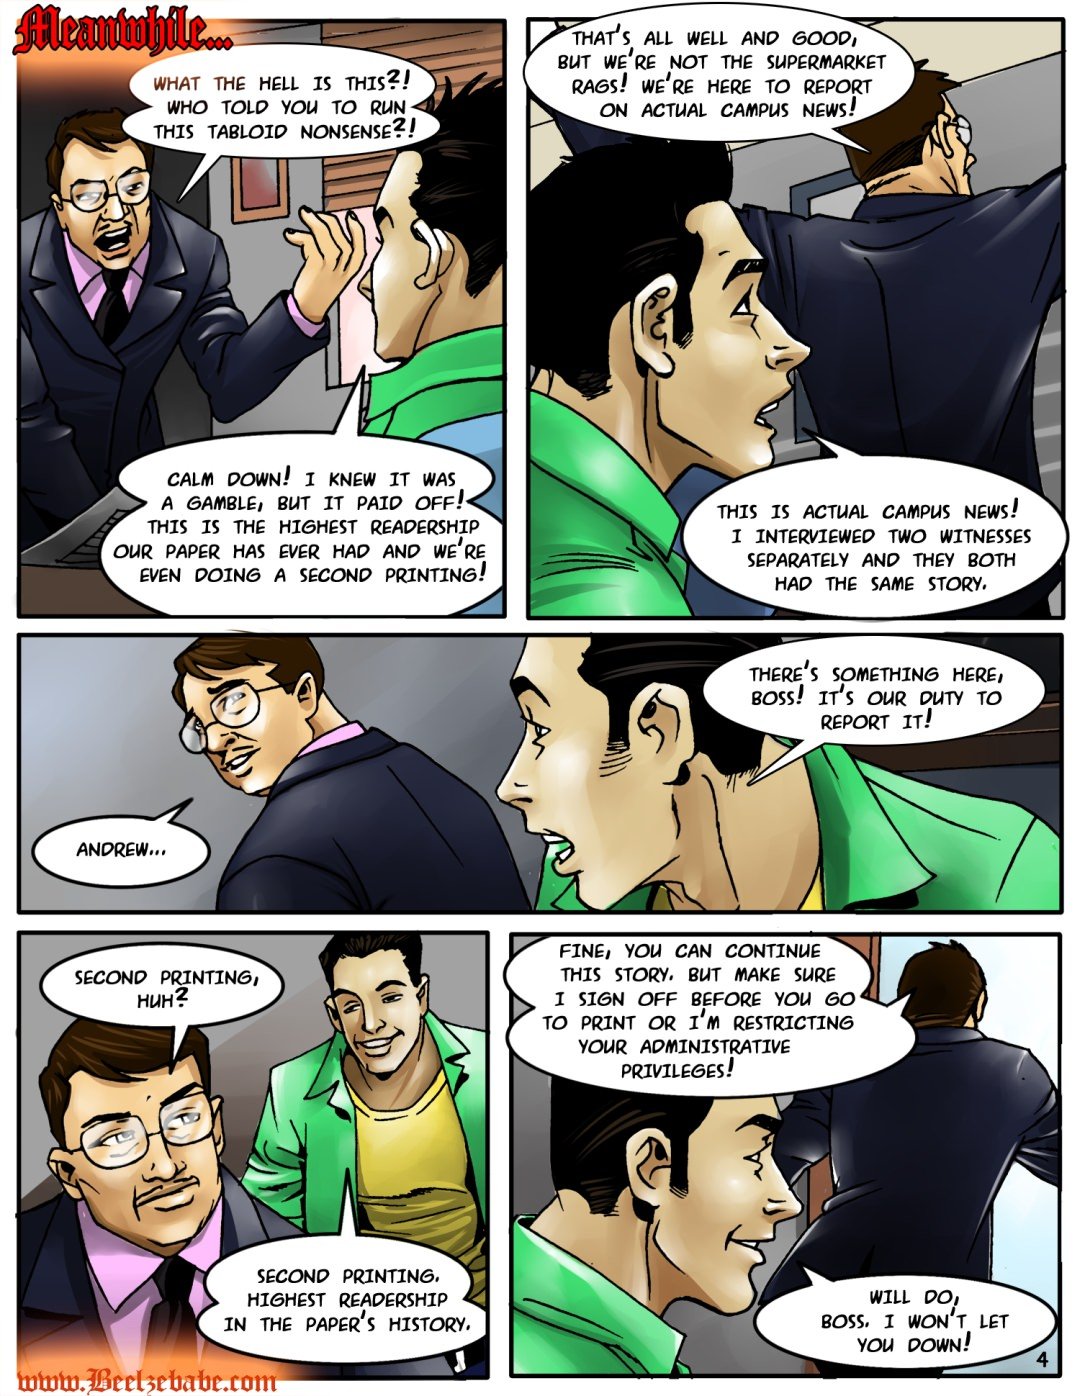 Meanwhile...
WHAT THE HELL IS THIS?!
WHO TOLD YOU TO RUN
THIS TABLOID NONSENSE?!
CALM DOWN! I KNEW IT WAS
A GAMBLE, BUT IT PAID OFF!
THIS IS THE HIGHEST READERSHIP
OUR PAPER HAS EVER HAD AND WE'RE
EVEN DOING A SECOND PRINTING!
THAT'S ALL WELL AND GOOD,
BUT WE'RE NOT THE SUPERMARKET
RAGS! WE'RE HERE TO REPORT
ON ACTUAL CAMPUS NEWS!
THIS IS ACTUAL CAMPUS NEWS!
I INTERVIEWED TWO WITNESSES
SEPARATELY AND THEY BOTH
HAD THE SAME STORY.
THERE'S SOMETHING HERE,
BOSS! IT'S OUR DUTY TO
REPORT IT!
ANDREW...
SECOND PRINTING,
HUH?
SECOND PRINTING.
HIGHEST READERSHIP
IN THE PAPER'S HISTORY.
FINE, YOU CAN CONTINUE
THIS STORY. BUT MAKE SURE
I SIGN OFF BEFORE YOU GO
TO PRINT OR I'M RESTRICTING
YOUR ADMINISTRATIVE
PRIVILEGES!
WILL DO,
BOSS. I WON'T LET
YOU DOWN!
4
www.Beelzebabe.com